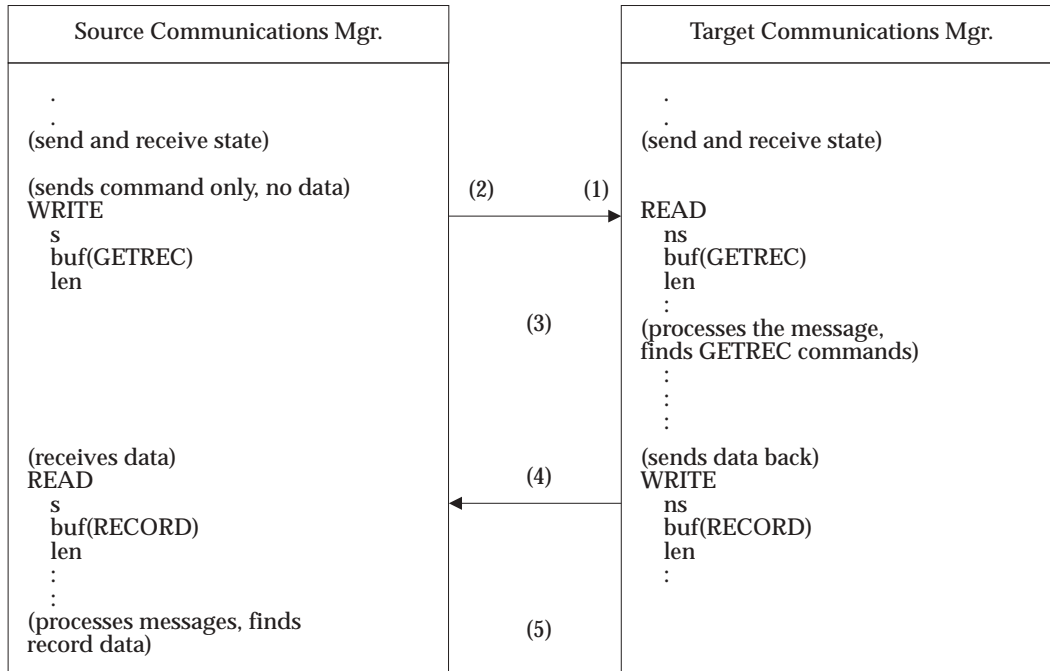 Source Communications Mgr.
Target Communications Mgr.
.
.
(send and receive state)
(sends command only, no data)
WRITE
s
buf(GETREC)
len
(receives data)
READ
s
buf(RECORD)
len
:
:
(processes messages, finds
record data)
(2)
(1)
(3)
(4)
(5)
.
.
(send and receive state)
READ
ns
buf(GETREC)
len
:
(processes the message,
finds GETREC commands)
:
:
:
(sends data back)
WRITE
ns
buf(RECORD)
len
: